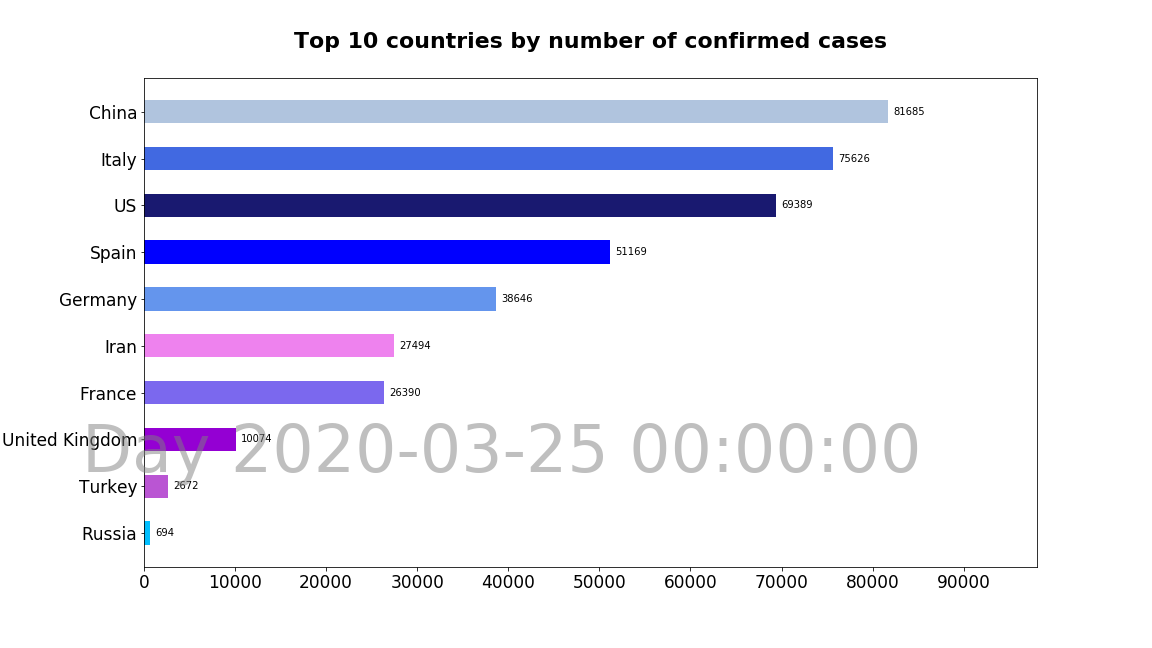 Top 10 countries by number of confirmed cases
China 81685
Italy 75626
US 69389
Spain 51169
Germany 38646
Iran 27494
France 26390
United Kingdom 10074
Day 2020-03-25 00:00:00
Turkey 2672
Russia 694
0 10000 20000 30000 40000 50000 60000 70000 80000 90000